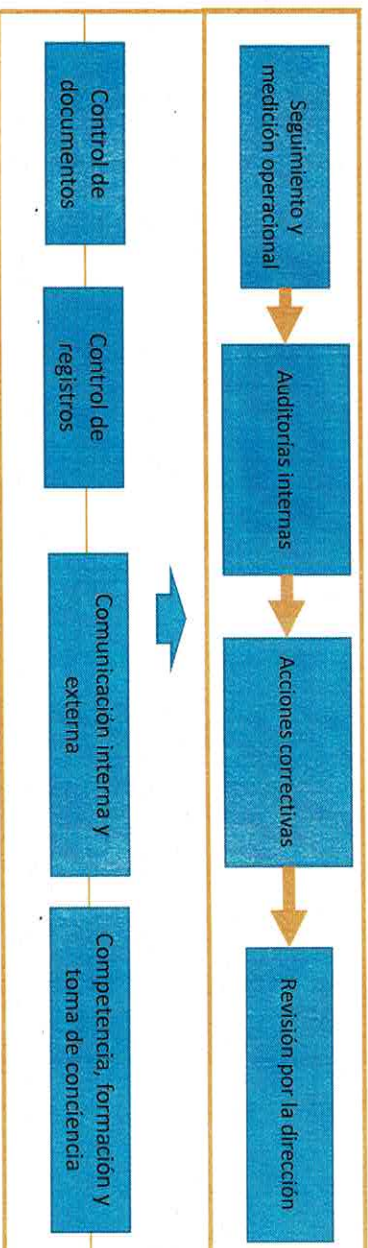 Seguimiento y
medición operacional
Auditorías internas
Acciones correctivas
Revisión por la dirección
Control de
documentos
Control de
registros
Comunicación interna y
externa
Competencia, formación y
toma de conciencia